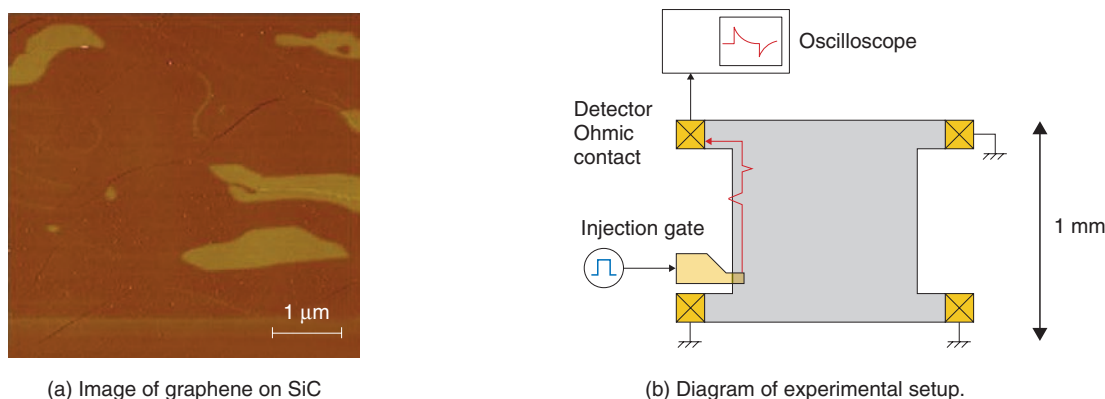 1 μm
(a) Image of graphene on SiC
Oscilloscope
Detector
Ohmic
contact
Injection gate
1 mm
(b) Diagram of experimental setup.